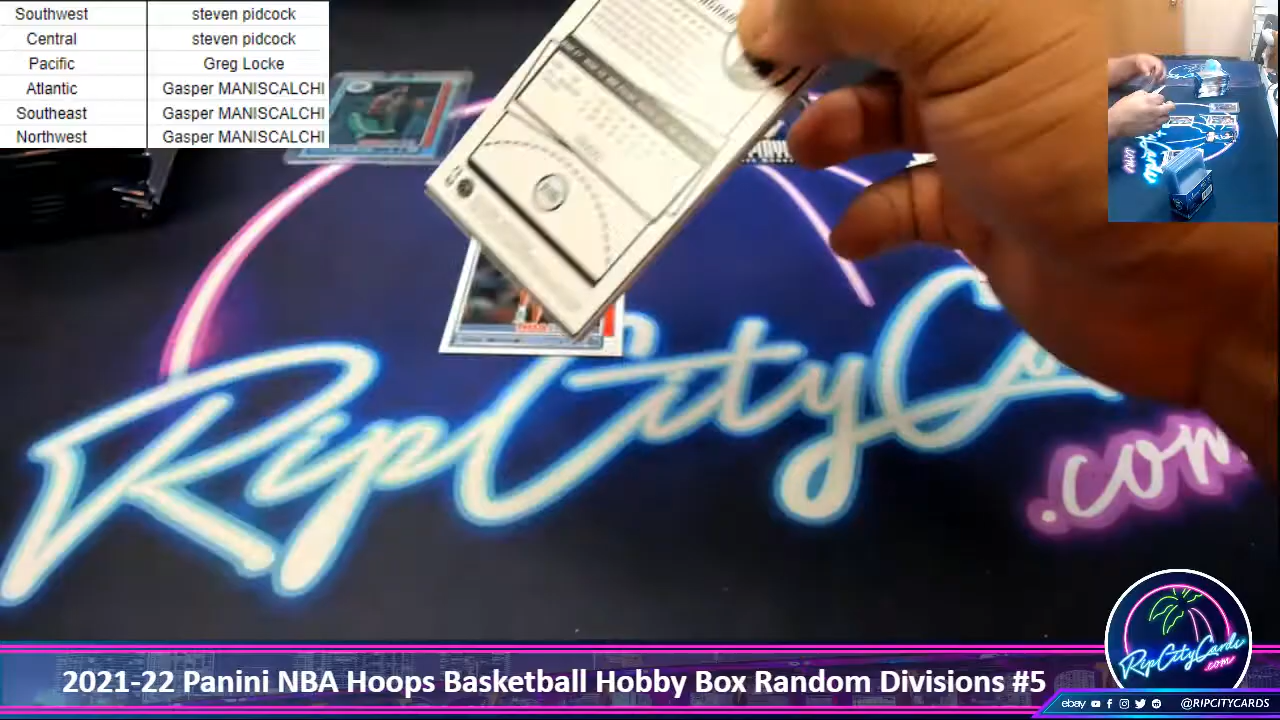 Southwest steven pidcock
Central steven pidcock
Pacific Greg Locke
Atlantic Gasper MANISCALCHI
Southeast Gasper MANISCALCHI
Northwest Gasper MANISCALCHI
RipCityCa
.com
2021-22 Panini NBA Hoops Basketball Hobby Box Random Divisions #5
RipCityCards
.com
ebay @RIPCITYCARDS